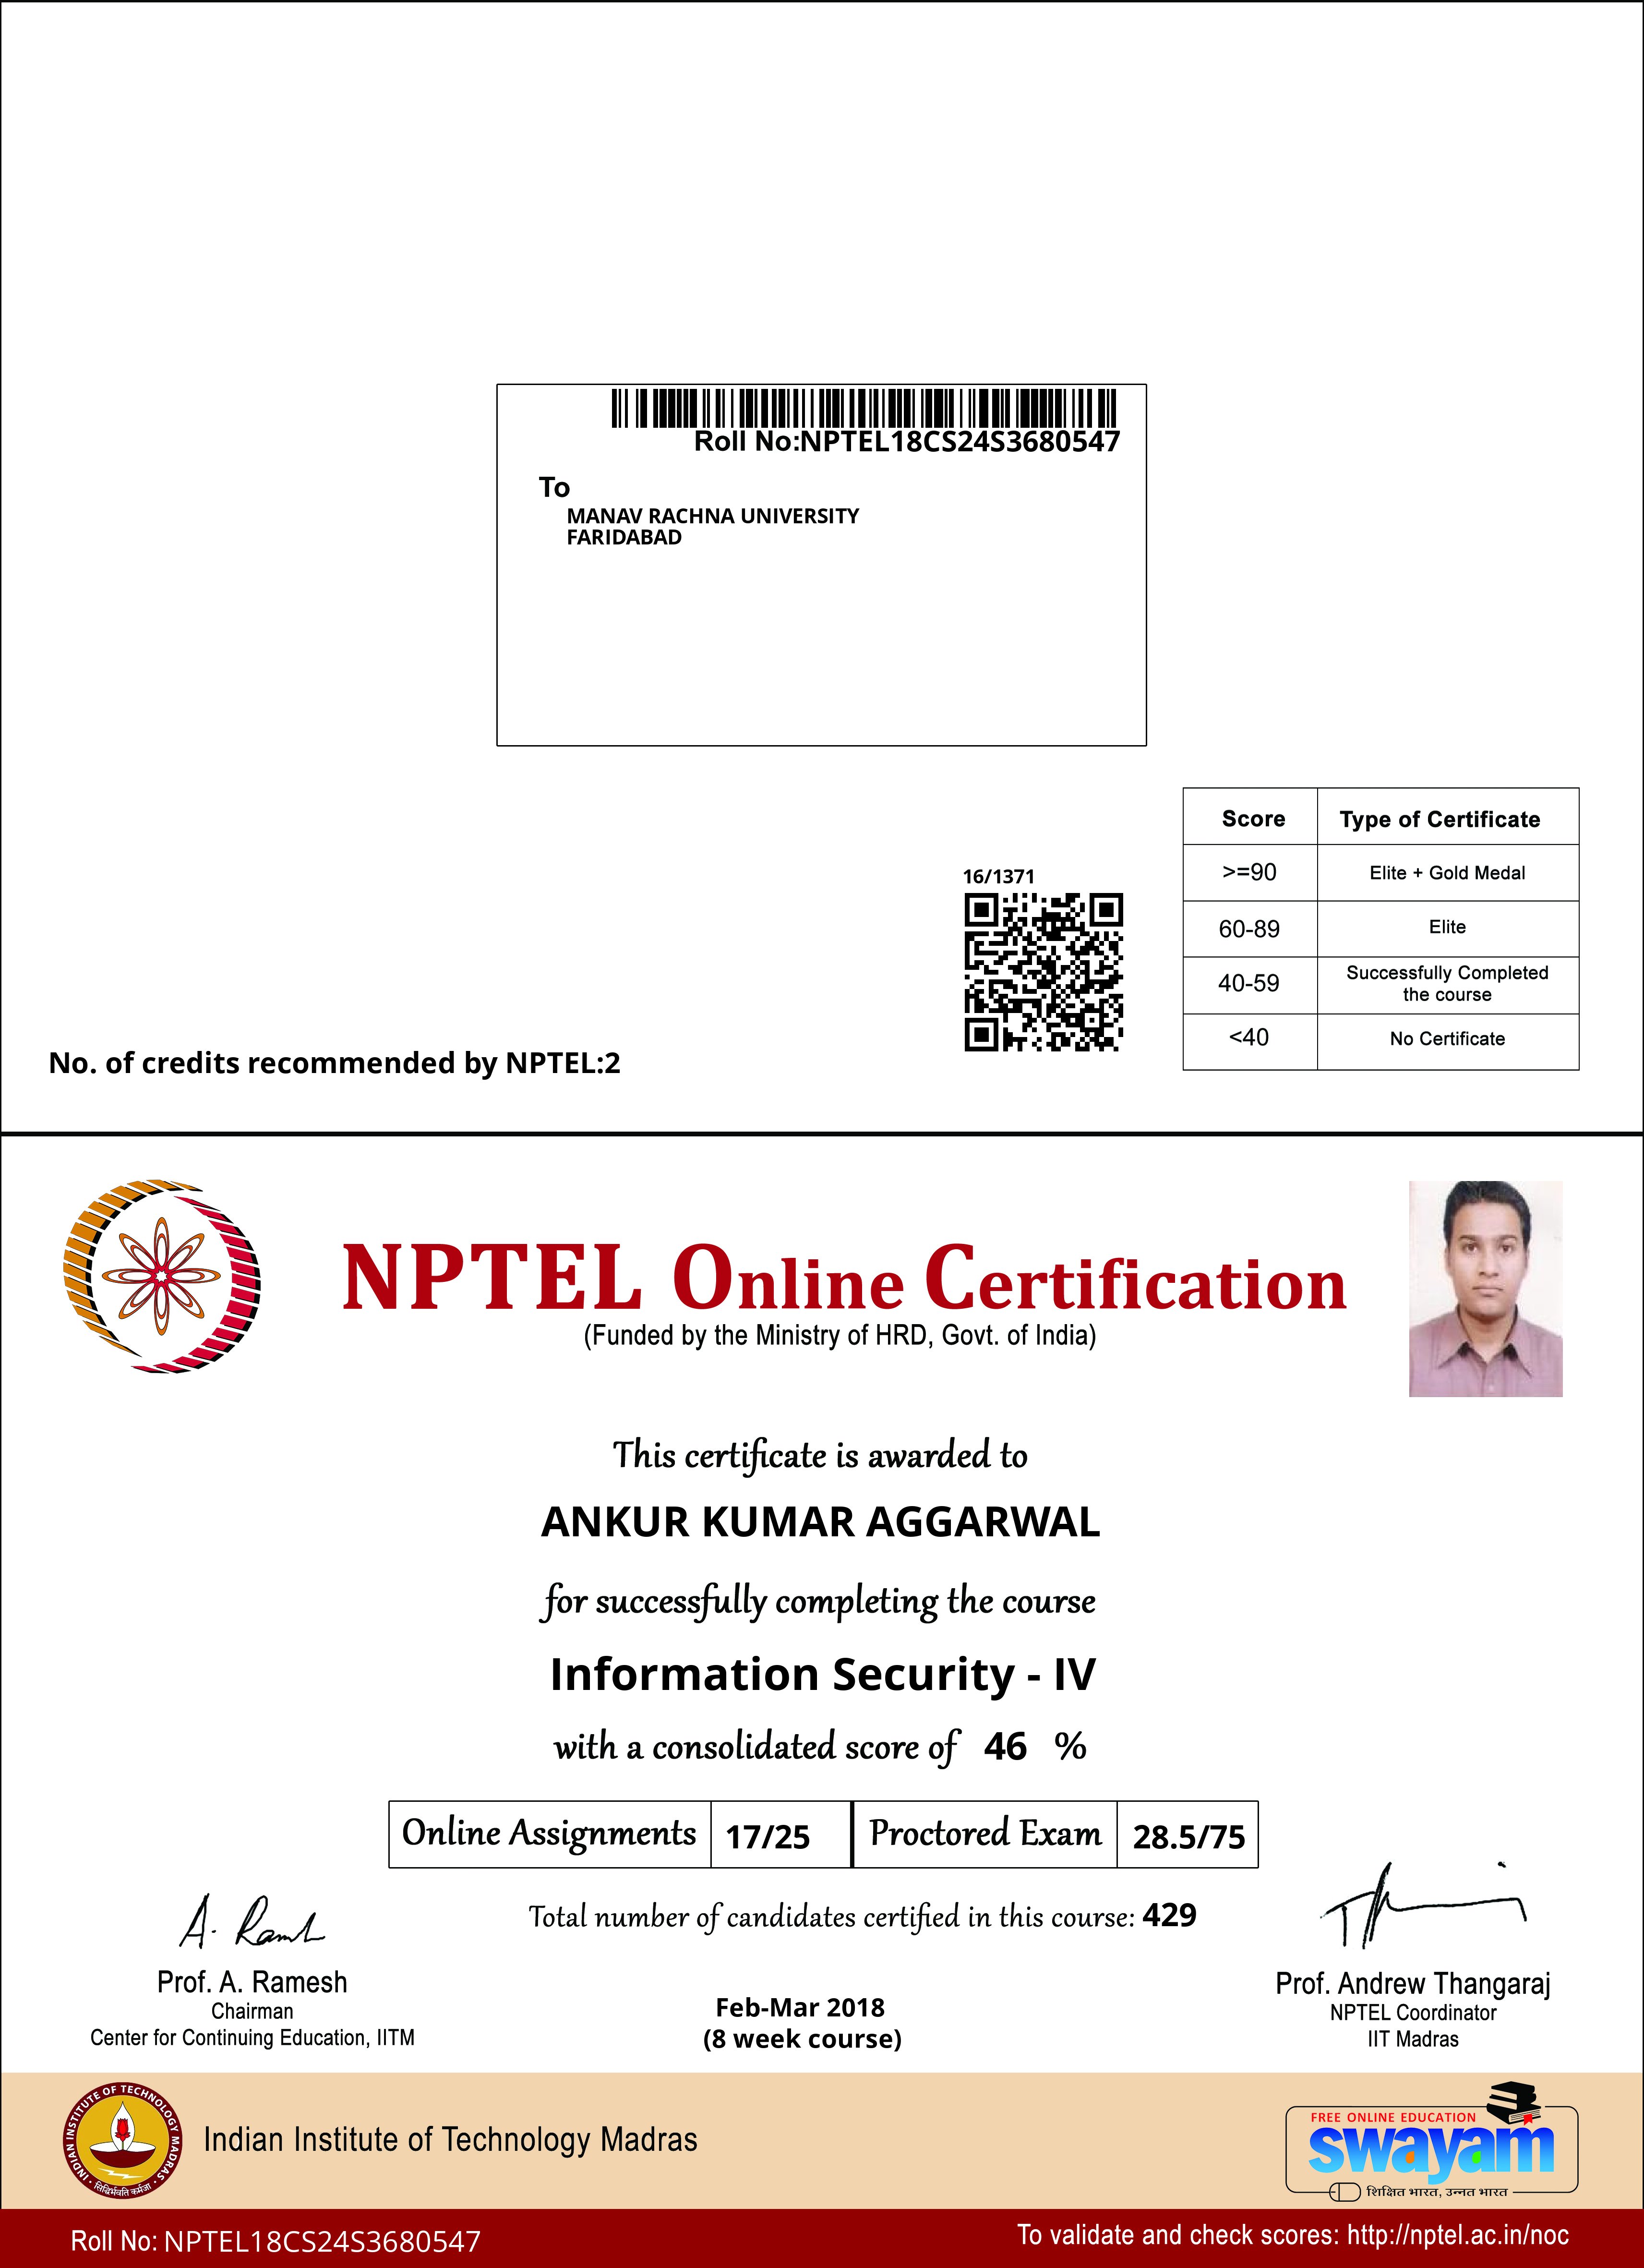 Roll No:NPTEL18CS24S3680547
To
MANAV RACHNA UNIVERSITY
FARIDABAD
Score Type of Certificate
>=90 Elite + Gold Medal
60-89 Elite
40-59 Successfully Completed
the course
<40 No Certificate
16/1371
No. of credits recommended by NPTEL:2
NPTEL Online Certification
(Funded by the Ministry of HRD, Govt. of India)
This certificate is awarded to
ANKUR KUMAR AGGARWAL
for successfully completing the course
Information Security - IV
with a consolidated score of 46 %
Online Assignments 17/25 Proctored Exam 28.5/75
Total number of candidates certified in this course: 429
A. Ramesh
Prof. A. Ramesh
Chairman
Center for Continuing Education, IITM
Feb-Mar 2018
(8 week course)
Prof. Andrew Thangaraj
NPTEL Coordinator
IIT Madras
INDIAN INSTITUTE OF TECHNOLOGY MADRAS
सिद्धिर्भवति कर्मजा
Indian Institute of Technology Madras
FREE ONLINE EDUCATION
swayam
शिक्षित भारत, उन्नत भारत
Roll No: NPTEL18CS24S3680547
To validate and check scores: http://nptel.ac.in/noc